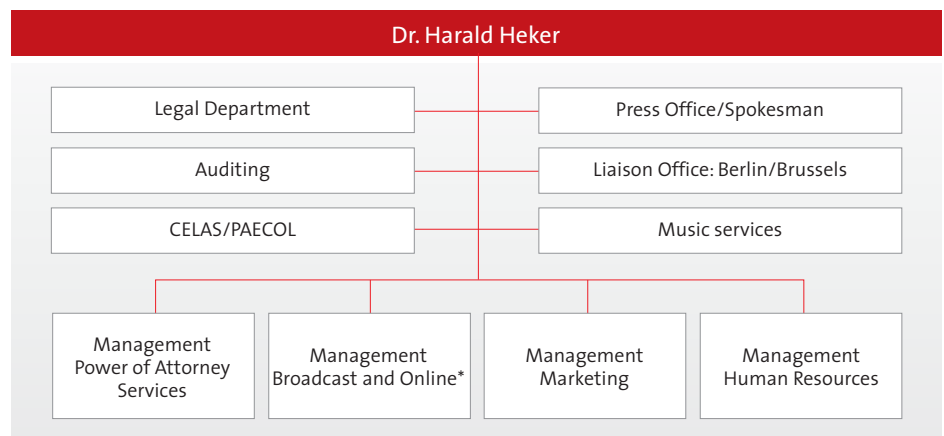 Dr. Harald Heker
Legal Department
Press Office/Spokesman
Auditing
Liaison Office: Berlin/Brussels
CELAS/PAECOL
Music services
Management
Power of Attorney
Services
Management
Broadcast and Online*
Management
Marketing
Management
Human Resources